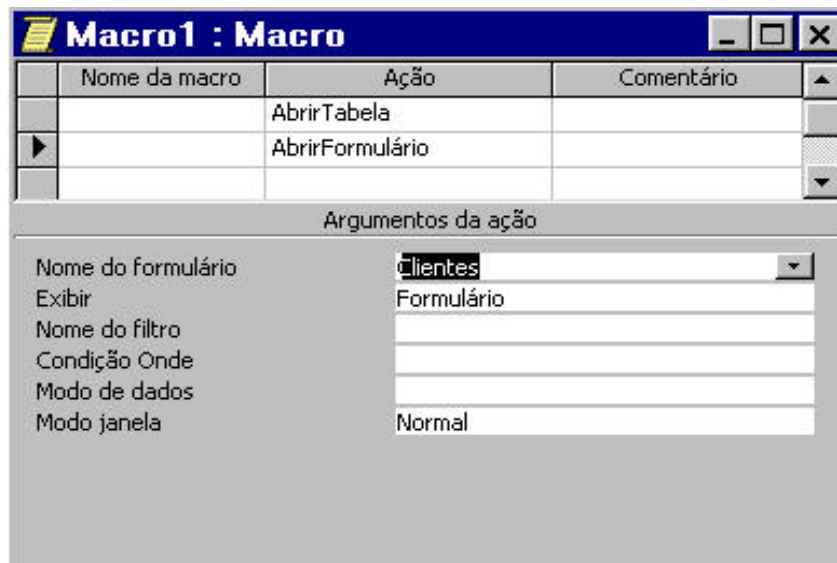 Macro1 : Macro
Nome da macro Ação Comentário
AbrirTabela
AbrirFormulário
Argumentos da ação
Nome do formulário Clientes
Exibir Formulário
Nome do filtro
Condição Onde
Modo de dados
Modo janela Normal